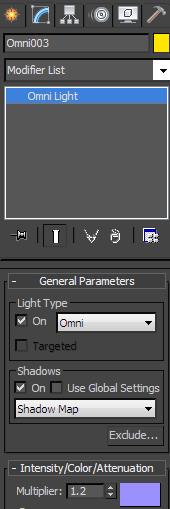 Omni003
Modifier List
Omni Light
- General Parameters
Light Type
On Omni
Targeted
Shadows
On Use Global Settings
Shadow Map
Exclude...
- Intensity/Color/Attenuation
Multiplier: 1.2